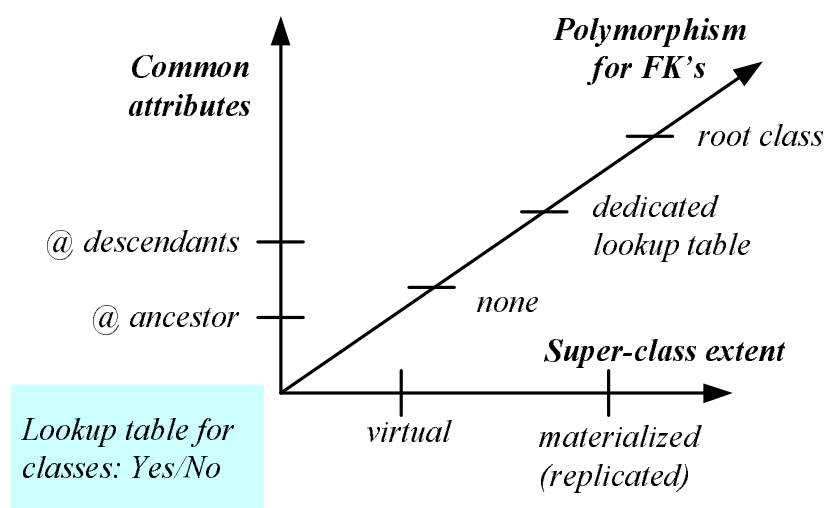 Polymorphism
for FK's
Common
attributes
root class
dedicated
lookup table
@ descendants
none
@ ancestor
Super-class extent
virtual
materialized
(replicated)
Lookup table for
classes: Yes/No